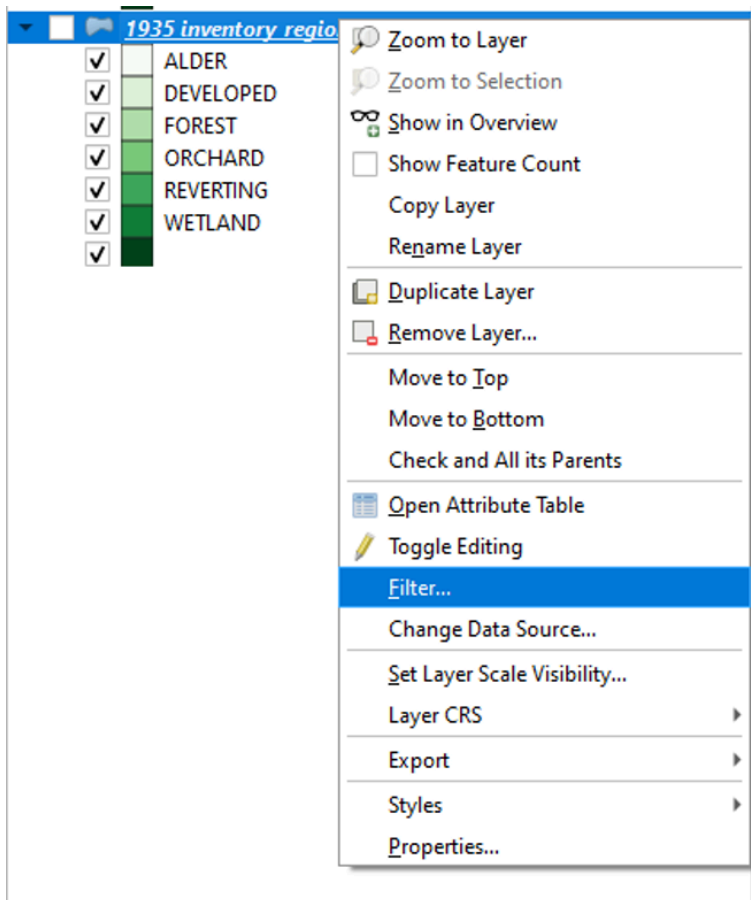 1935 inventory regio
ALDER
DEVELOPED
FOREST
ORCHARD
REVERTING
WETLAND
Zoom to Layer
Zoom to Selection
Show in Overview
Show Feature Count
Copy Layer
Rename Layer
Duplicate Layer
Remove Layer...
Move to Top
Move to Bottom
Check and All its Parents
Open Attribute Table
Toggle Editing
Filter...
Change Data Source...
Set Layer Scale Visibility...
Layer CRS
Export
Styles
Properties...